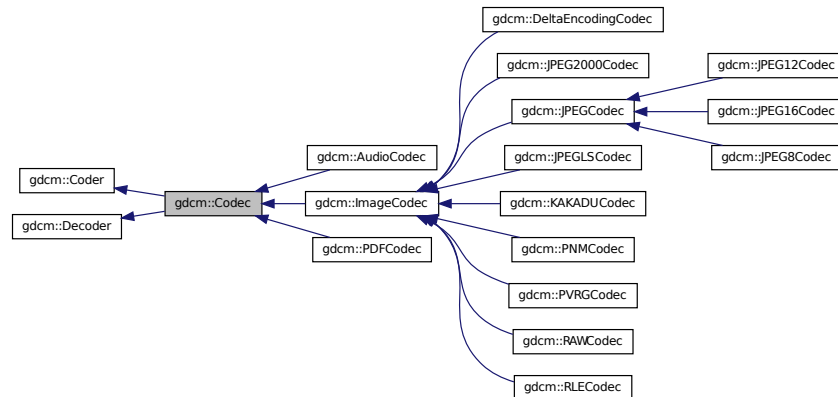 gdcm::Coder
gdcm::Decoder
gdcm::Codec
gdcm::AudioCodec
gdcm::ImageCodec
gdcm::PDFCodec
gdcm::DeltaEncodingCodec
gdcm::JPEG2000Codec
gdcm::JPEGCodec
gdcm::JPEGLSCodec
gdcm::KAKADUCodec
gdcm::PNMCodec
gdcm::PVRGCodec
gdcm::RAWCodec
gdcm::RLECodec
gdcm::JPEG12Codec
gdcm::JPEG16Codec
gdcm::JPEG8Codec